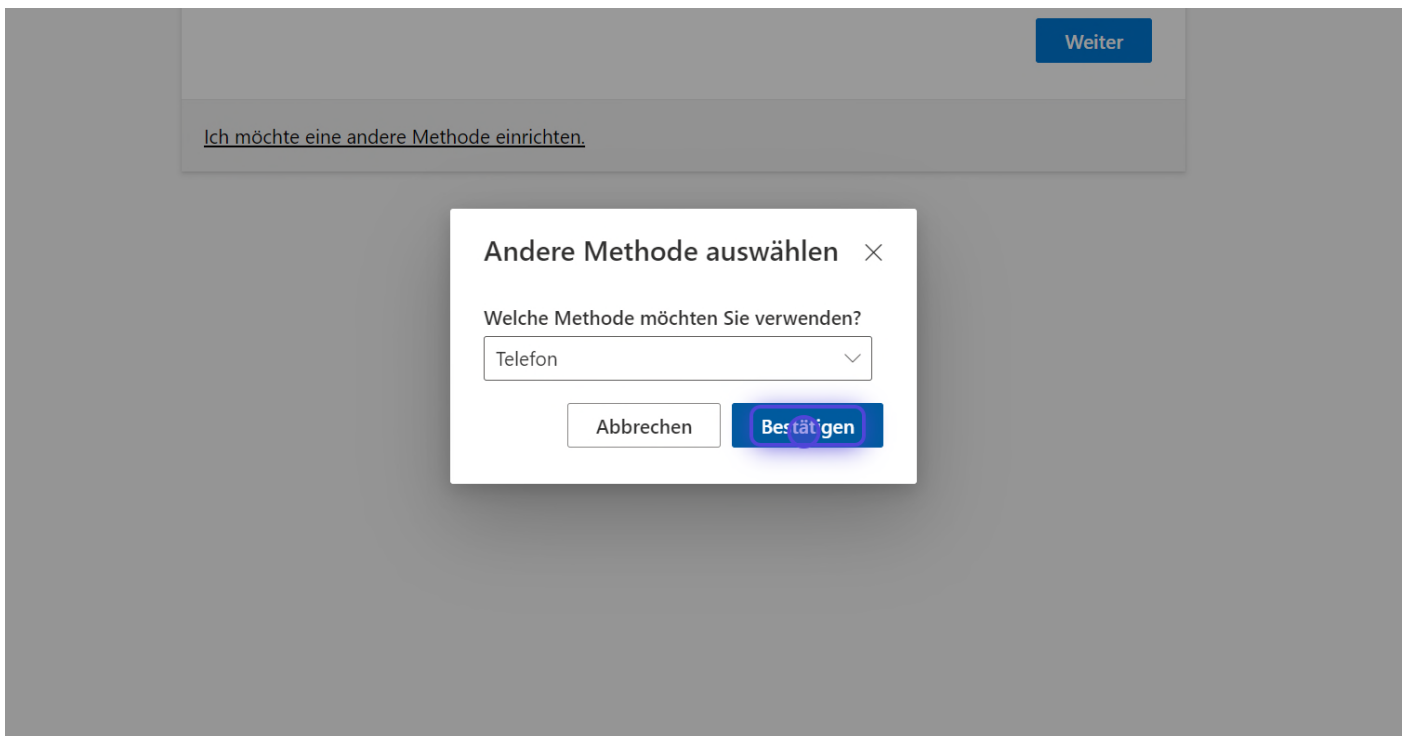 Weiter
Ich möchte eine andere Methode einrichten.
Andere Methode auswählen
Welche Methode möchten Sie verwenden?
Telefon
Abbrechen
Bestätigen